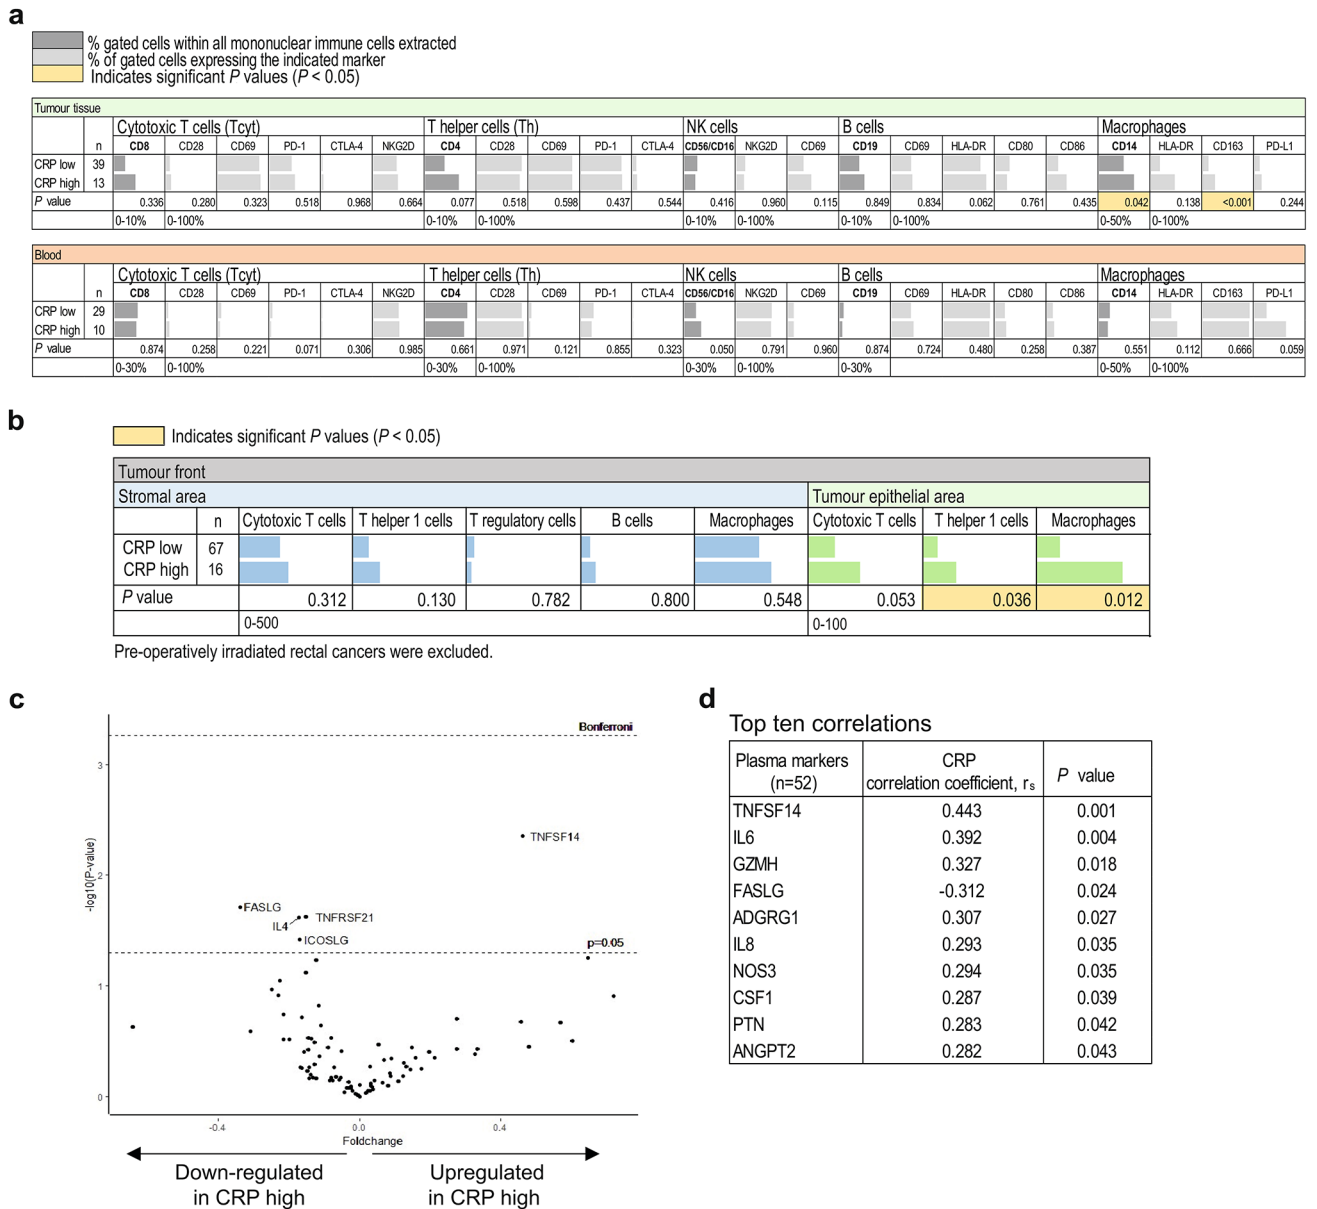 a
% gated cells within all mononuclear immune cells extracted
% of gated cells expressing the indicated marker
Indicates significant P values (P < 0.05)
Tumour tissue
Cytotoxic T cells (Tcyt) T helper cells (Th) NK cells B cells Macrophages
n CD8 CD28 CD69 PD-1 CTLA-4 NKG2D CD4 CD28 CD69 PD-1 CTLA-4 CD56/CD16 NKG2D CD69 CD19 CD69 HLA-DR CD80 CD86 CD14 HLA-DR CD163 PD-L1
CRP low 39
CRP high 13
P value 0.336 0.280 0.323 0.518 0.968 0.664 0.077 0.518 0.598 0.437 0.544 0.416 0.960 0.115 0.849 0.834 0.062 0.761 0.435 0.042 0.138 <0.001 0.244
0-10% 0-100% 0-10% 0-100% 0-10% 0-100% 0-10% 0-100% 0-50% 0-100%
Blood
Cytotoxic T cells (Tcyt) T helper cells (Th) NK cells B cells Macrophages
n CD8 CD28 CD69 PD-1 CTLA-4 NKG2D CD4 CD28 CD69 PD-1 CTLA-4 CD56/CD16 NKG2D CD69 CD19 CD69 HLA-DR CD80 CD86 CD14 HLA-DR CD163 PD-L1
CRP low 29
CRP high 10
P value 0.874 0.258 0.221 0.071 0.306 0.985 0.661 0.971 0.121 0.855 0.323 0.050 0.791 0.960 0.874 0.724 0.480 0.258 0.387 0.551 0.112 0.666 0.059
0-30% 0-100% 0-30% 0-100% 0-30% 0-100% 0-30% 0-50% 0-100%
b
Indicates significant P values (P < 0.05)
Tumour front
Stromal area Tumour epithelial area
n Cytotoxic T cells T helper 1 cells T regulatory cells B cells Macrophages Cytotoxic T cells T helper 1 cells Macrophages
CRP low 67
CRP high 16
P value 0.312 0.130 0.782 0.800 0.548 0.053 0.036 0.012
0-500 0-100
Pre-operatively irradiated rectal cancers were excluded.
c
Bonferroni
3
TNFSF14
-log10(P-value)
2
FASLG
TNFRSF21
IL4
ICOSLG
p=0.05
1
0
-0.4 0.0 0.4
Foldchange
Down-regulated
in CRP high
Upregulated
in CRP high
d
Top ten correlations
Plasma markers
(n=52)
CRP
correlation coefficient, rs
P value
TNFSF14 0.443 0.001
IL6 0.392 0.004
GZMH 0.327 0.018
FASLG -0.312 0.024
ADGRG1 0.307 0.027
IL8 0.293 0.035
NOS3 0.294 0.035
CSF1 0.287 0.039
PTN 0.283 0.042
ANGPT2 0.282 0.043